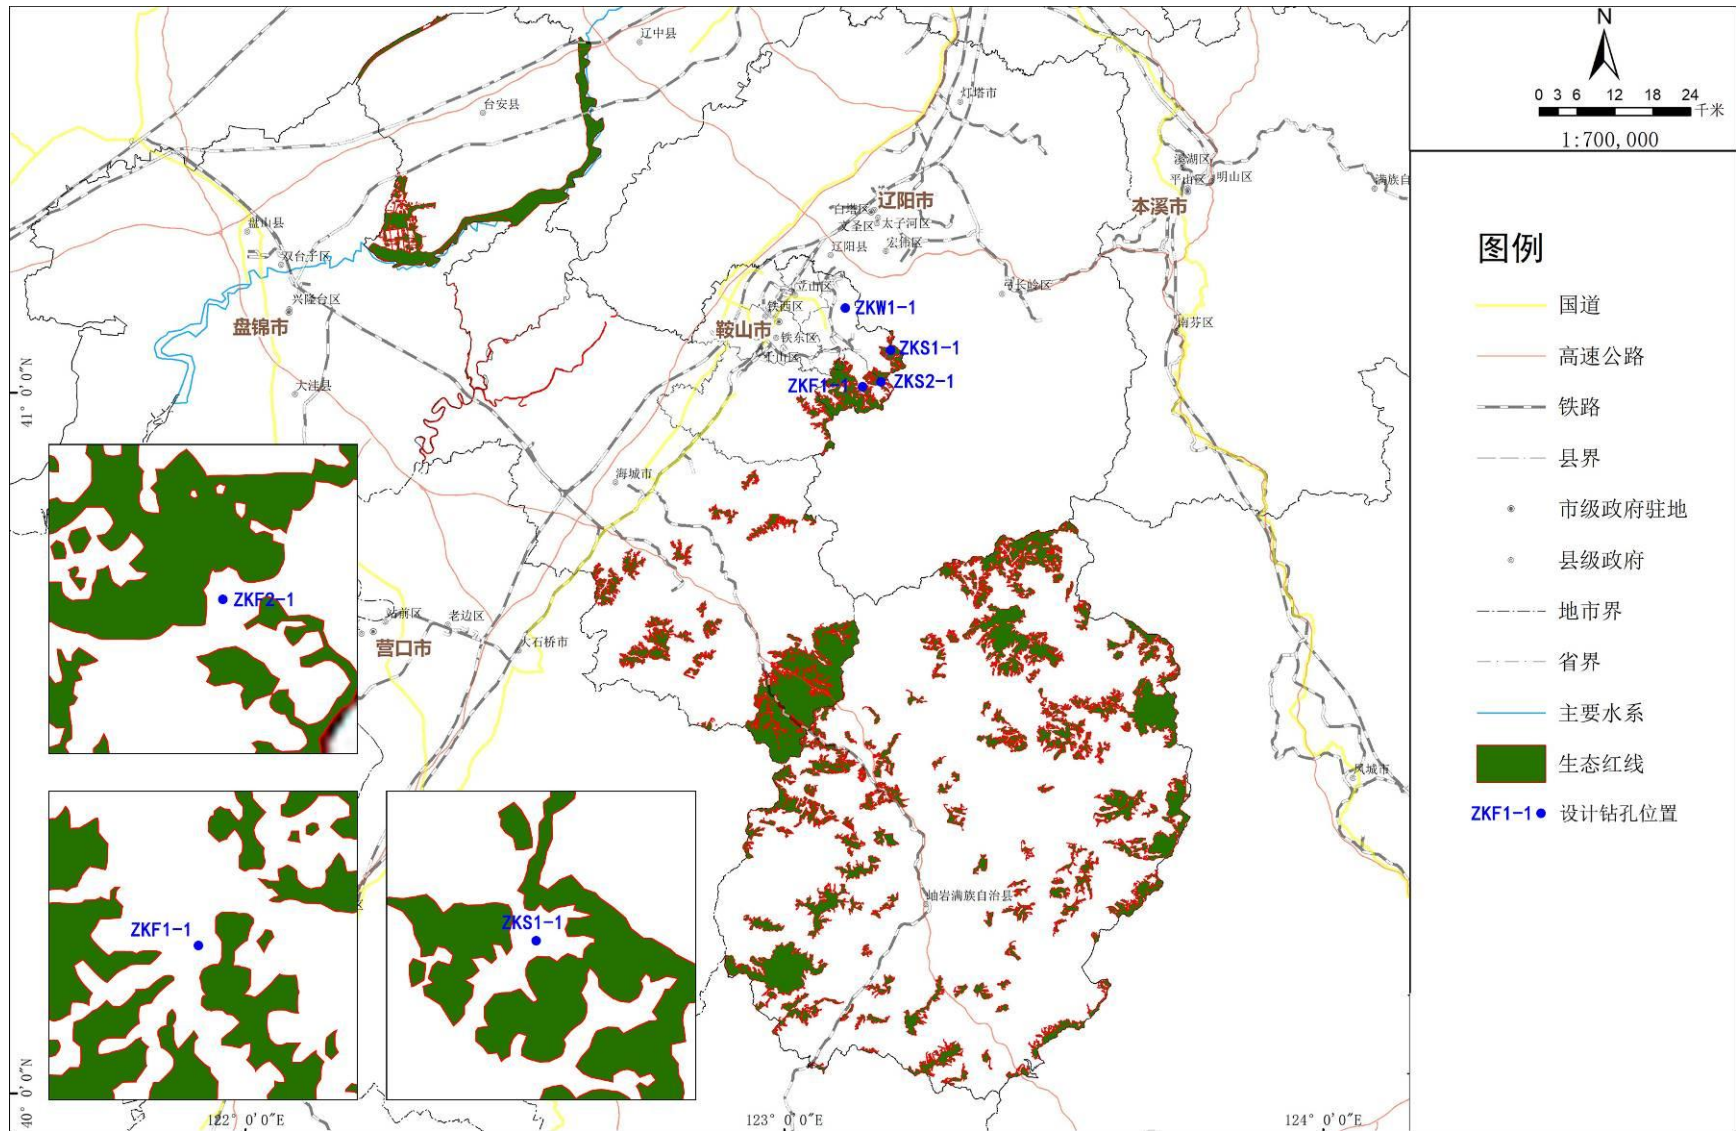 N
0 3 6 12 18 24
千米
1:700,000
图例
国道
高速公路
铁路
县界
市级政府驻地
县级政府
地市界
省界
主要水系
生态红线
ZKF1-1 设计钻孔位置
辽中县
台安县
灯塔市
溪湖区
平山区
明山区
本溪市
满族自
辽阳市
白塔区
文圣区
太子河区
辽阳县
宏伟区
弓长岭区
南芬区
盘山县
双台子区
兴隆台区
盘锦市
大洼县
立山区
铁西区
鞍山市
铁东区
千山区
ZKW1-1
ZKS1-1
ZKS2-1
ZKF1-1
海城市
站前区
老边区
营口市
大石桥市
凤城市
岫岩满族自治县
ZKF2-1
ZKF1-1
ZKS1-1
41° 0′0″N
40° 0′0″N
122° 0′0″E
123° 0′0″E
124° 0′0″E